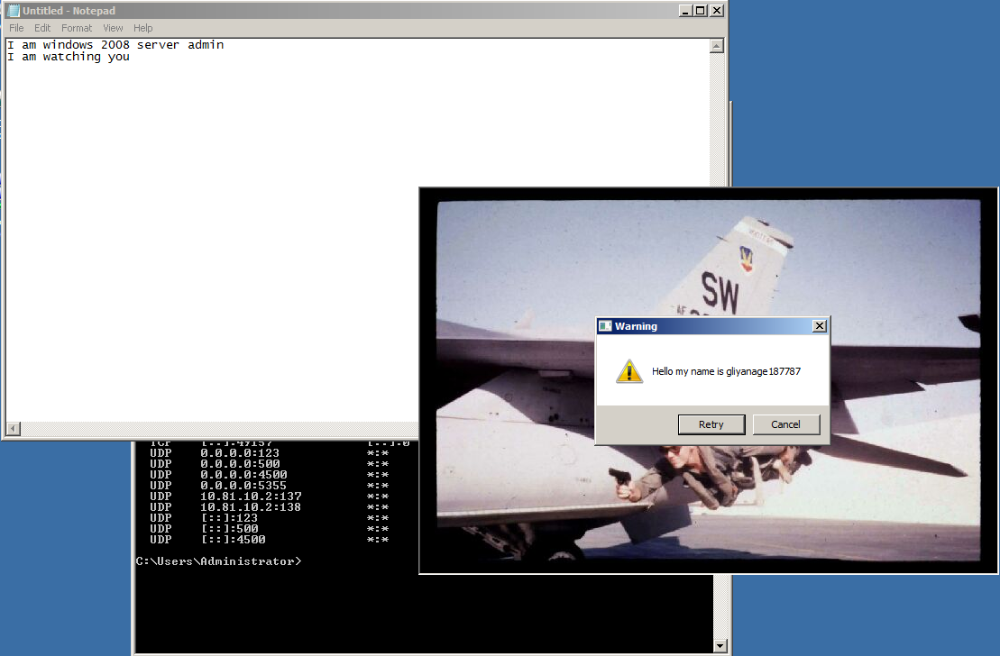 Untitled - Notepad
File Edit Format View Help
I am windows 2008 server admin
I am watching you
SW
AF
Warning
Hello my name is gliyanage187787
Retry Cancel
TCP [::]:49157 [::]:0
UDP 0.0.0.0:123 *:*
UDP 0.0.0.0:500 *:*
UDP 0.0.0.0:4500 *:*
UDP 0.0.0.0:5355 *:*
UDP 10.81.10.2:137 *:*
UDP 10.81.10.2:138 *:*
UDP [::]:123 *:*
UDP [::]:500 *:*
UDP [::]:4500 *:*
C:\Users\Administrator>